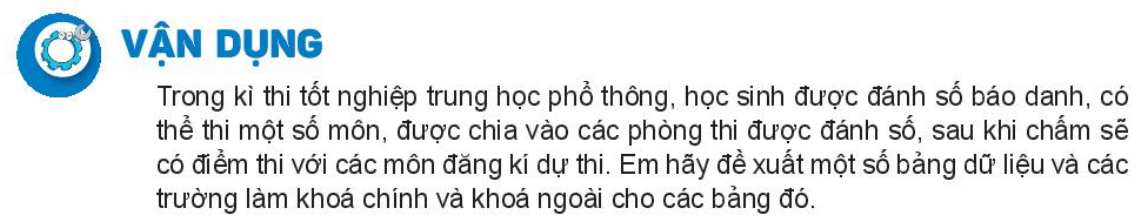 VẬN DỤNG
Trong kì thi tốt nghiệp trung học phổ thông, học sinh được đánh số báo danh, có
thể thi một số môn, được chia vào các phòng thi được đánh số, sau khi chấm sẽ
có điểm thi với các môn đăng kí dự thi. Em hãy đề xuất một số bảng dữ liệu và các
trường làm khoá chính và khoá ngoài cho các bảng đó.